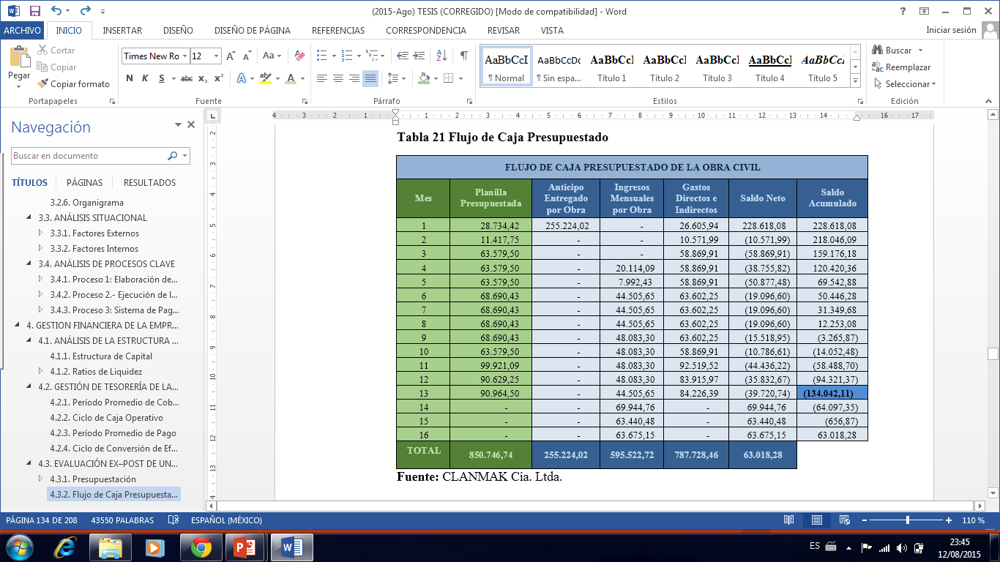 (2015-Ago) TESIS (CORREGIDO) [Modo de compatibilidad] - Word
ARCHIVO INICIO INSERTAR DISEÑO DISEÑO DE PÁGINA REFERENCIAS CORRESPONDENCIA REVISAR VISTA Iniciar sesión
Pegar
Cortar
Copiar
Copiar formato
Portapapeles
Times New Ro 12
N K S abc x₂ x²
Fuente
Párrafo
AaBbCcI AaBbCcDc AaBbCcI AaBbCcI AaBbCcI AaBbCcI AaBbCcI
¶ Normal ¶ Sin espa... Título 1 Título 2 Título 3 Título 4 Título 5
Estilos
Buscar
Reemplazar
Seleccionar
Edición
Navegación
Buscar en documento
TÍTULOS PÁGINAS RESULTADOS
3.2.6. Organigrama
3.3. ANÁLISIS SITUACIONAL
3.3.1. Factores Externos
3.3.2. Factores Internos
3.4. ANÁLISIS DE PROCESOS CLAVE
3.4.1. Proceso 1: Elaboración de...
3.4.2. Proceso 2.- Ejecución de l...
3.4.3. Proceso 3: Sistema de Pag...
4. GESTION FINANCIERA DE LA EMPR...
4.1. ANÁLISIS DE LA ESTRUCTURA ...
4.1.1. Estructura de Capital
4.1.2. Ratios de Liquidez
4.2. GESTIÓN DE TESORERÍA DE LA...
4.2.1. Período Promedio de Cob...
4.2.2. Ciclo de Caja Operativo
4.2.3. Período Promedio de Pago
4.2.4. Ciclo de Conversión de Ef...
4.3. EVALUACIÓN EX–POST DE UN...
4.3.1. Presupuestación
4.3.2. Flujo de Caja Presupuesta...
4 3 2 1 1 2 3 4 5 6 7 8 9 10 11 12 13 14 16 17
Tabla 21 Flujo de Caja Presupuestado
FLUJO DE CAJA PRESUPUESTADO DE LA OBRA CIVIL
Mes Planilla Presupuestada Anticipo Entregado por Obra Ingresos Mensuales por Obra Gastos Directos e Indirectos Saldo Neto Saldo Acumulado
1 28.734,42 255.224,02 - 26.605,94 228.618,08 228.618,08
2 11.417,75 - - 10.571,99 (10.571,99) 218.046,09
3 63.579,50 - - 58.869,91 (58.869,91) 159.176,18
4 63.579,50 - 20.114,09 58.869,91 (38.755,82) 120.420,36
5 63.579,50 - 7.992,43 58.869,91 (50.877,48) 69.542,88
6 68.690,43 - 44.505,65 63.602,25 (19.096,60) 50.446,28
7 68.690,43 - 44.505,65 63.602,25 (19.096,60) 31.349,68
8 68.690,43 - 44.505,65 63.602,25 (19.096,60) 12.253,08
9 68.690,43 - 48.083,30 63.602,25 (15.518,95) (3.265,87)
10 63.579,50 - 48.083,30 58.869,91 (10.786,61) (14.052,48)
11 99.921,09 - 48.083,30 92.519,52 (44.436,22) (58.488,70)
12 90.629,25 - 48.083,30 83.915,97 (35.832,67) (94.321,37)
13 90.964,50 - 44.505,65 84.226,39 (39.720,74) (134.042,11)
14 - - 69.944,76 - 69.944,76 (64.097,35)
15 - - 63.440,48 - 63.440,48 (656,87)
16 - - 63.675,15 - 63.675,15 63.018,28
TOTAL 850.746,74 255.224,02 595.522,72 787.728,46 63.018,28
Fuente: CLANMAK Cía. Ltda.
PÁGINA 134 DE 208 43550 PALABRAS ESPAÑOL (MÉXICO) 110 %
ES 23:45
12/08/2015